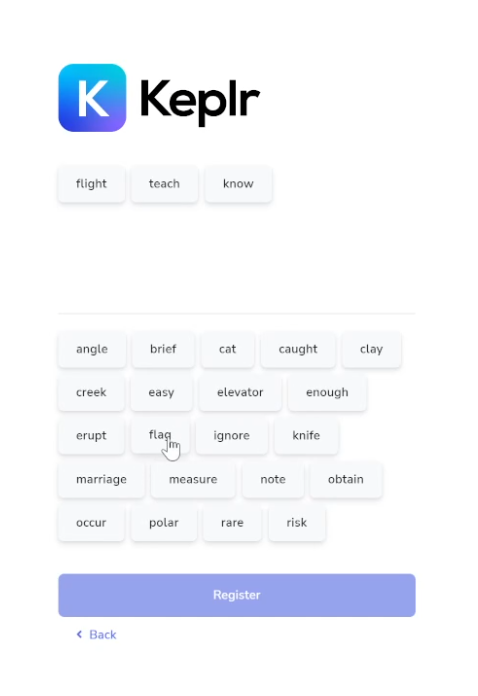 K Keplr
flight teach know
angle brief cat caught clay
creek easy elevator enough
erupt flag ignore knife
marriage measure note obtain
occur polar rare risk
Register
Back